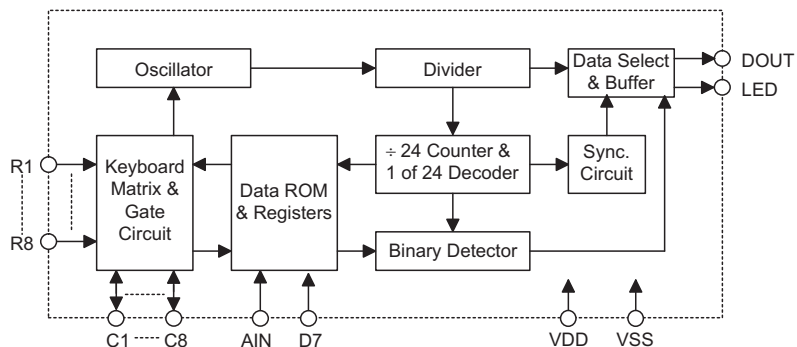 Oscillator
Divider
Data Select
& Buffer
DOUT
LED
R1
R8
Keyboard
Matrix &
Gate
Circuit
Data ROM
& Registers
÷ 24 Counter &
1 of 24 Decoder
Sync.
Circuit
Binary Detector
C1
C8
AIN
D7
VDD
VSS